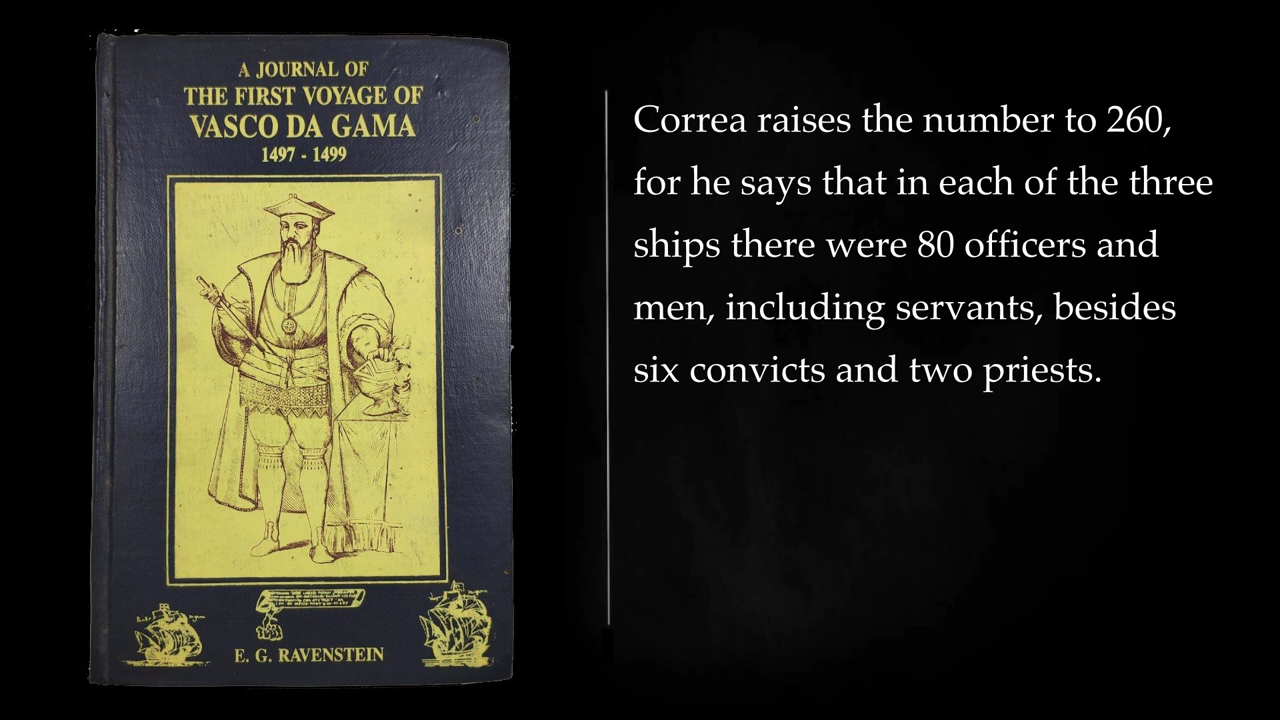 A JOURNAL OF
THE FIRST VOYAGE OF
VASCO DA GAMA
1497 - 1499
E. G. RAVENSTEIN
Correa raises the number to 260,
for he says that in each of the three
ships there were 80 officers and
men, including servants, besides
six convicts and two priests.